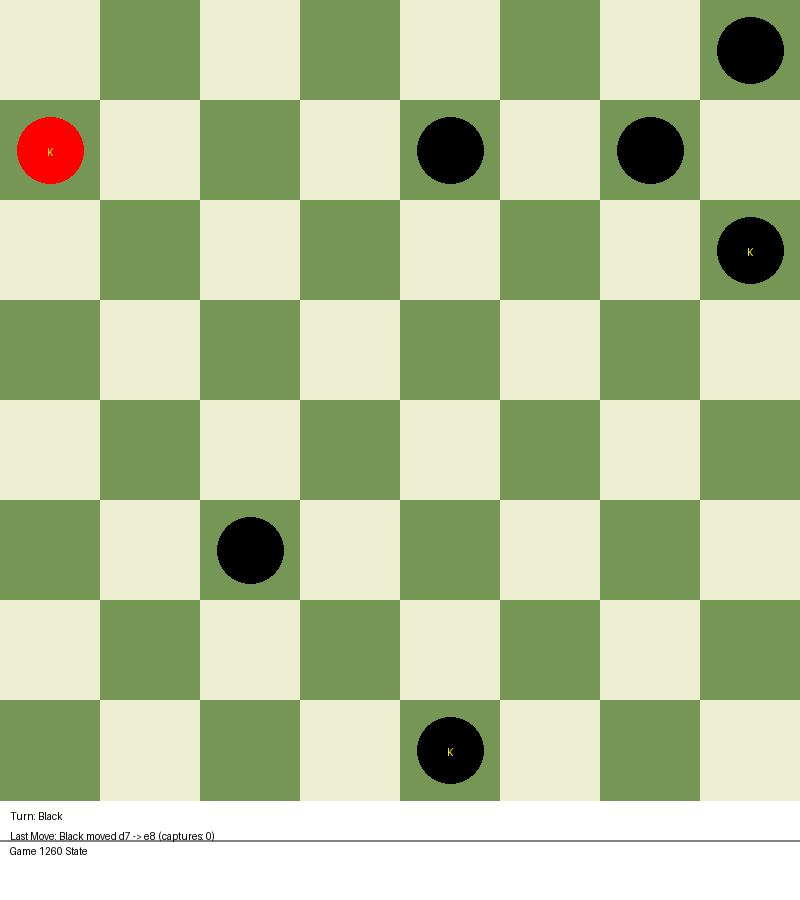 K
K
K
Turn: Black
Last Move: Black moved d7 -> e8 (captures: 0)
Game 1260 State